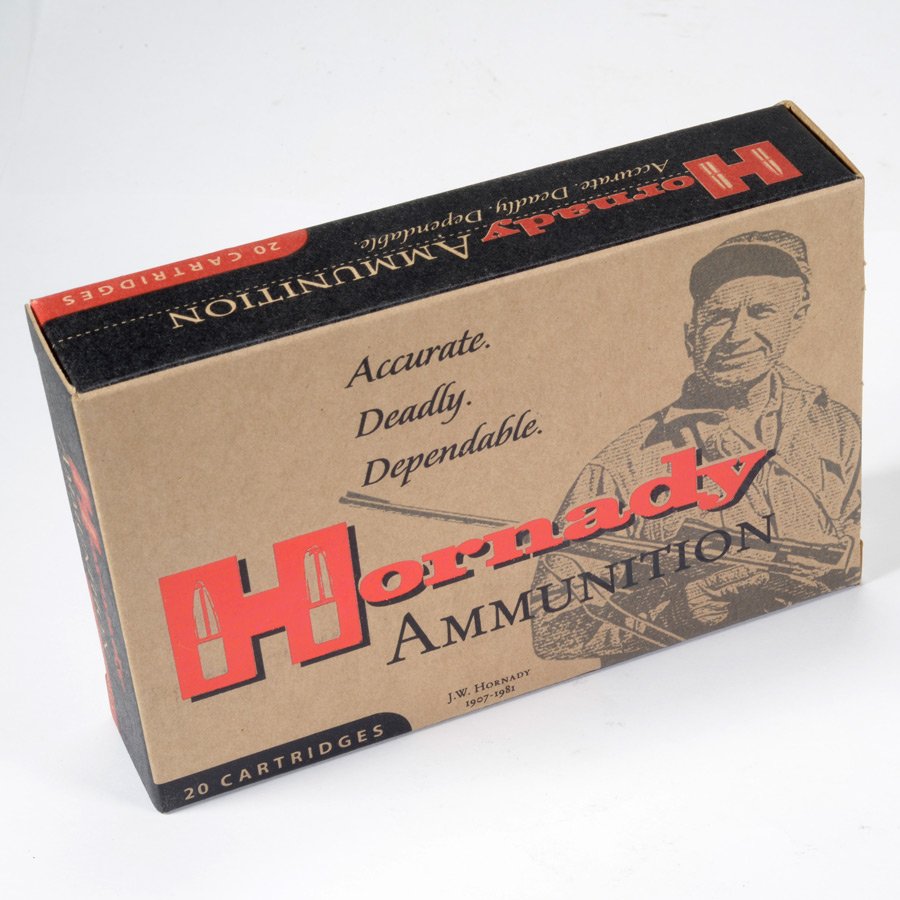 Hornady
Accurate. Deadly. Dependable.
AMMUNITION
20 CARTRIDGES
Accurate.
Deadly.
Dependable.
Hornady
AMMUNITION
J.W. HORNADY
1907-1981
20 CARTRIDGES